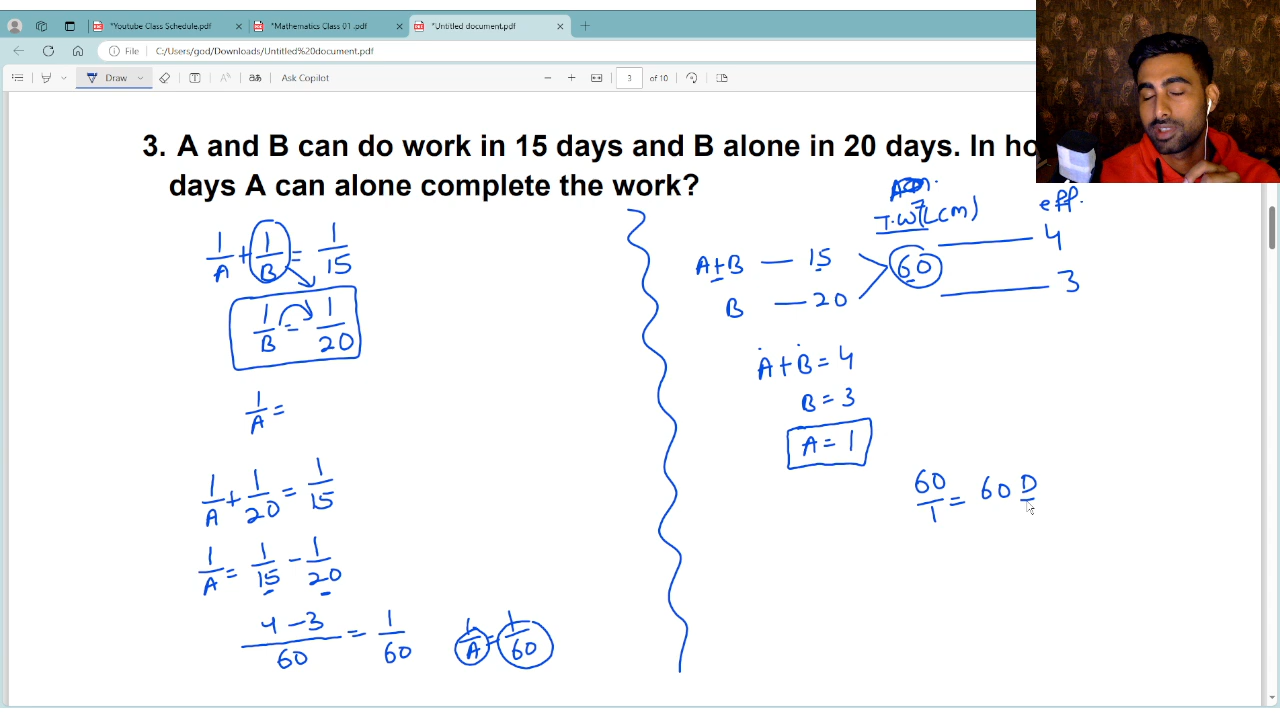 *Youtube Class Schedule.pdf
*Mathematics Class 01 .pdf
*Untitled document.pdf
File C:/Users/god/Downloads/Untitled%20document.pdf
Draw aあ Ask Copilot 3 of 10
3. A and B can do work in 15 days and B alone in 20 days. In ho
days A can alone complete the work?
1/A + 1/B = 1/15
1/B = 1/20
1/A =
1/A + 1/20 = 1/15
1/A = 1/15 - 1/20
4-3/60 = 1/60
1/A = 1/60
T.W(LCM) eff.
A+B — 15
B — 20
60
4
3
A+B = 4
B = 3
A = 1
60/1 = 60 D